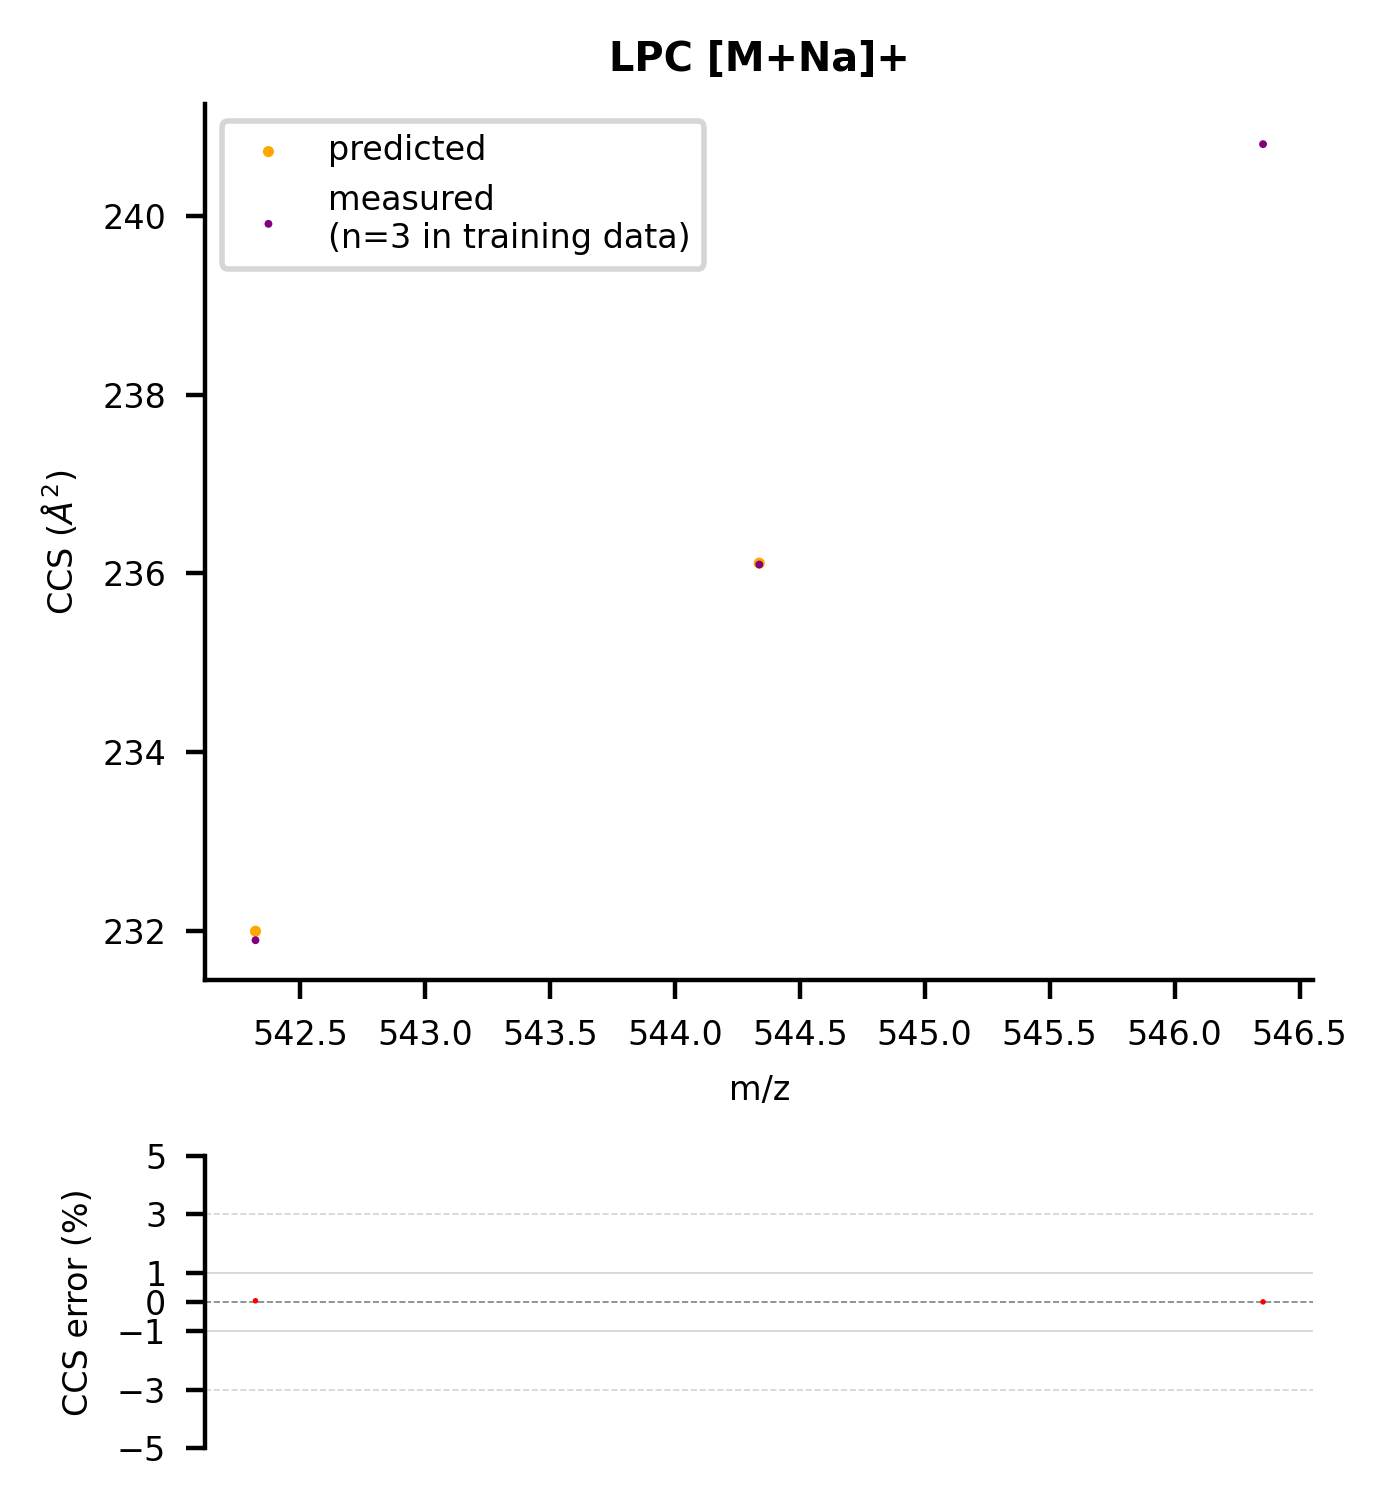 LPC [M+Na]+
predicted
measured
(n=3 in training data)
240
238
236
234
232
CCS (Å²)
542.5 543.0 543.5 544.0 544.5 545.0 545.5 546.0 546.5
m/z
5
3
1
0
−1
−3
−5
CCS error (%)